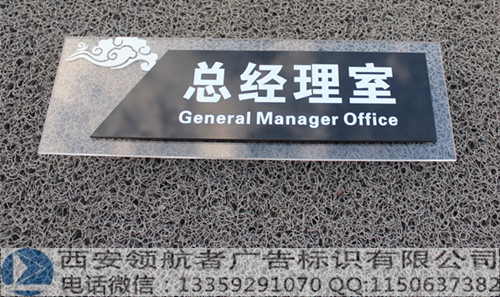 总经理室
General Manager Office
西安领航者广告标识有限公司
电话微信：13359291070 QQ:1150637382